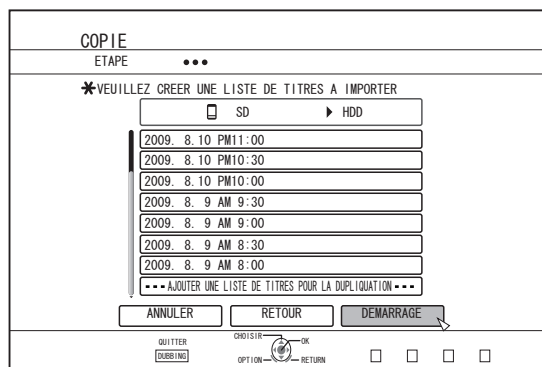 COPIE
ETAPE •••
*VEUILLEZ CREER UNE LISTE DE TITRES A IMPORTER
SD ▶ HDD
2009. 8.10 PM11:00
2009. 8.10 PM10:30
2009. 8.10 PM10:00
2009. 8. 9 AM 9:30
2009. 8. 9 AM 9:00
2009. 8. 9 AM 8:30
2009. 8. 9 AM 8:00
---AJOUTER UNE LISTE DE TITRES POUR LA DUPLIQUATION---
ANNULER RETOUR DEMARRAGE
QUITTER CHOISIR OK
DUBBING OPTION RETURN